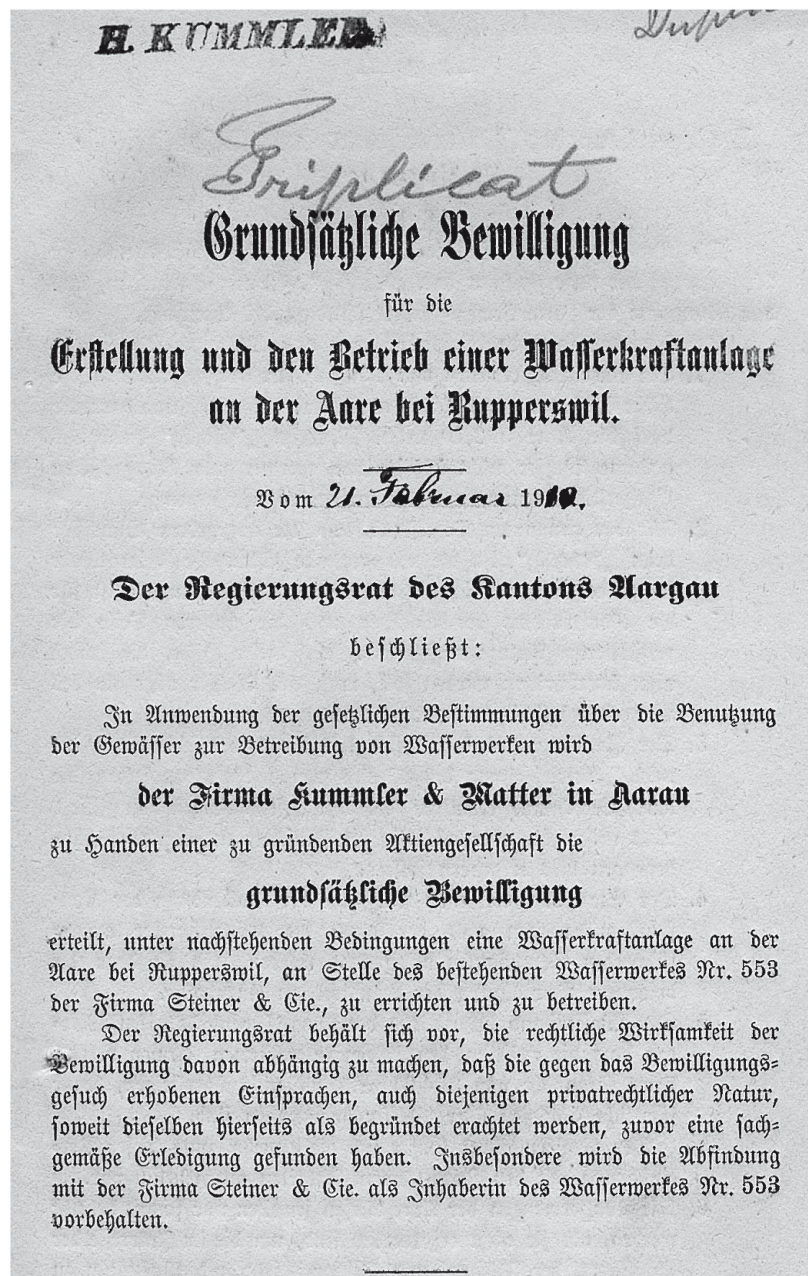 H. KUMMLER
Triplicat
Grundsätzliche Bewilligung
für die
Erstellung und den Betrieb einer Wasserkraftanlage
an der Aare bei Rupperswil.
Vom 21. Februar 1910.
Der Regierungsrat des Kantons Aargau
beschließt:
In Anwendung der gesetzlichen Bestimmungen über die Benutzung
der Gewässer zur Betreibung von Wasserwerken wird
der Firma Kummler & Matter in Aarau
zu Handen einer zu gründenden Aktiengesellschaft die
grundsätzliche Bewilligung
erteilt, unter nachstehenden Bedingungen eine Wasserkraftanlage an der
Aare bei Rupperswil, an Stelle des bestehenden Wasserwerkes Nr. 553
der Firma Steiner & Cie., zu errichten und zu betreiben.
Der Regierungsrat behält sich vor, die rechtliche Wirksamkeit der
Bewilligung davon abhängig zu machen, daß die gegen das Bewilligungs-
gesuch erhobenen Einsprachen, auch diejenigen privatrechtlicher Natur,
soweit dieselben hierseits als begründet erachtet werden, zuvor eine sach-
gemäße Erledigung gefunden haben. Insbesondere wird die Abfindung
mit der Firma Steiner & Cie. als Inhaberin des Wasserwerkes Nr. 553
vorbehalten.